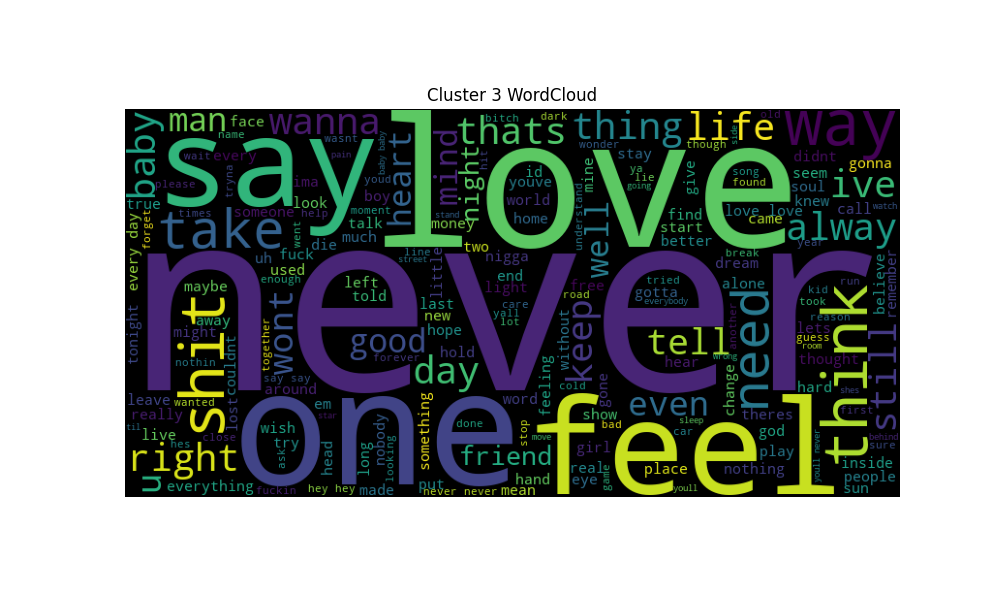 Cluster 3 WordCloud
man face wanna bitch dark thing life old way
name wasnt thats wonder though side didnt
baby say love heart mind night hit stay gonna
wait every pain baby baby id ya mine give song seem ive
please tryna ima youd youve lie going found soul
true someone look boy world understand knew call watch
times help moment stand money home find love love came always
forget take went talk start
every day uh much line two well better year
fuck die street nigga break believe
used enough little end free tried dream alone kid run remember
maybe left light care road gotta everybody took
never told last yall without need another reason
tonight might away new lot keep tell lets
shit couldnt together wont good hope hear wrong guess room think still
nothin forever hold thought
say say day feeling cold change hard
around gone shes
leave wanted em word one feel even
really lost star something done show sleep theres first
til close wish nobody stop move bad car god behind
live hes try looking girl play sure
right ask head long friend place nothing inside
u everything hey hey made put hand reale eye game youll youll never people
fuckin never never mean sun